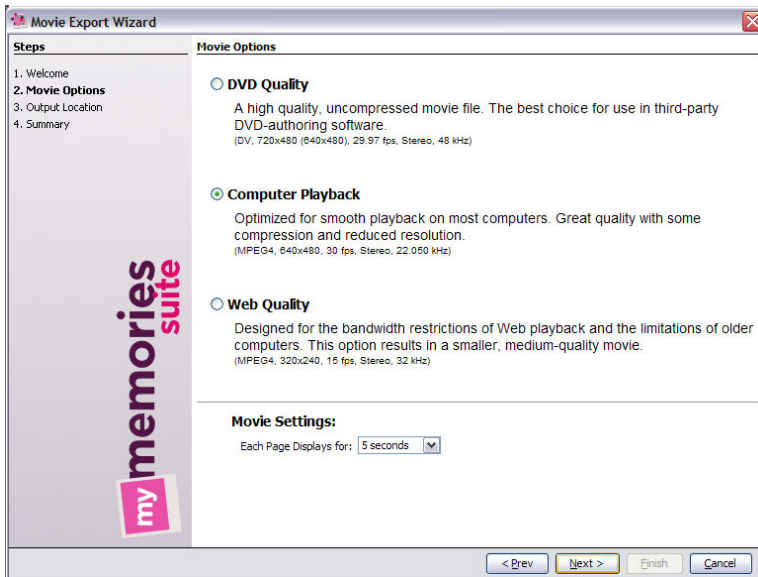 Movie Export Wizard
Steps
1. Welcome
2. Movie Options
3. Output Location
4. Summary
my memories
suite
Movie Options
DVD Quality
A high quality, uncompressed movie file. The best choice for use in third-party
DVD-authoring software.
(DV, 720x480 (640x480), 29.97 fps, Stereo, 48 kHz)
Computer Playback
Optimized for smooth playback on most computers. Great quality with some
compression and reduced resolution.
(MPEG4, 640x480, 30 fps, Stereo, 22.050 kHz)
Web Quality
Designed for the bandwidth restrictions of Web playback and the limitations of older
computers. This option results in a smaller, medium-quality movie.
(MPEG4, 320x240, 15 fps, Stereo, 32 kHz)
Movie Settings:
Each Page Displays for: 5 seconds
< Prev Next > Finish Cancel